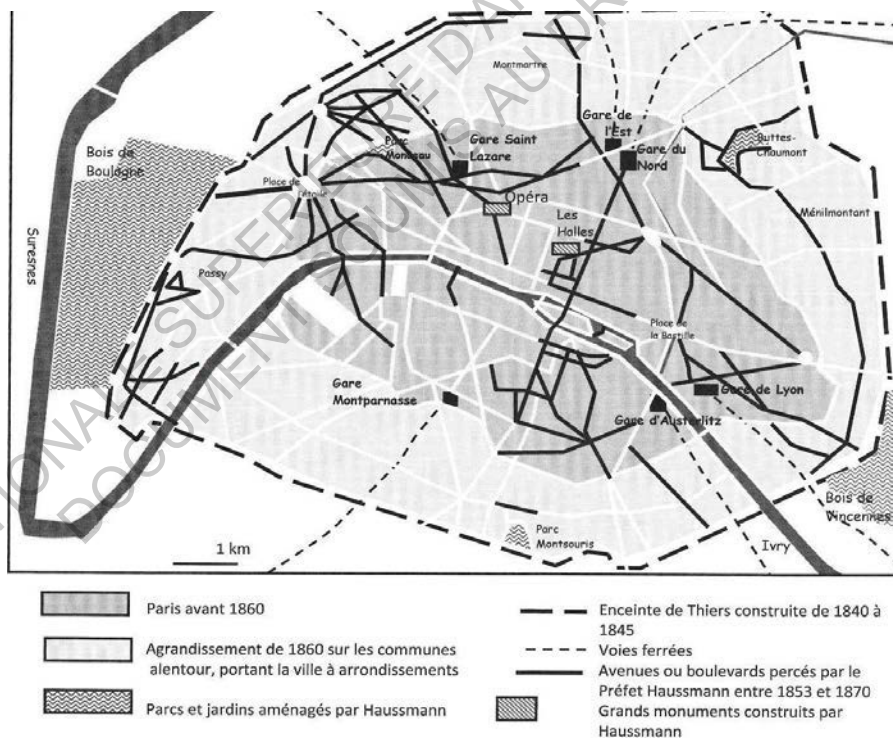 Montmartre
Bois de
Boulogne
Parc
Monceau
Gare Saint
Lazare
Gare de
l'Est
Gare du
Nord
Buttes-
Chaumont
Place de
l'étoile
Opéra
Les
Halles
Ménilmontant
Suresnes
Passy
Place de
la Bastille
Gare
Montparnasse
Gare de Lyon
Gare d'Austerlitz
Bois de
Vincennes
Parc
Montsouris
Ivry
1 km
Paris avant 1860
Agrandissement de 1860 sur les communes
alentour, portant la ville à arrondissements
Parcs et jardins aménagés par Haussmann
Enceinte de Thiers construite de 1840 à
1845
Voies ferrées
Avenues ou boulevards percés par le
Préfet Haussmann entre 1853 et 1870
Grands monuments construits par
Haussmann